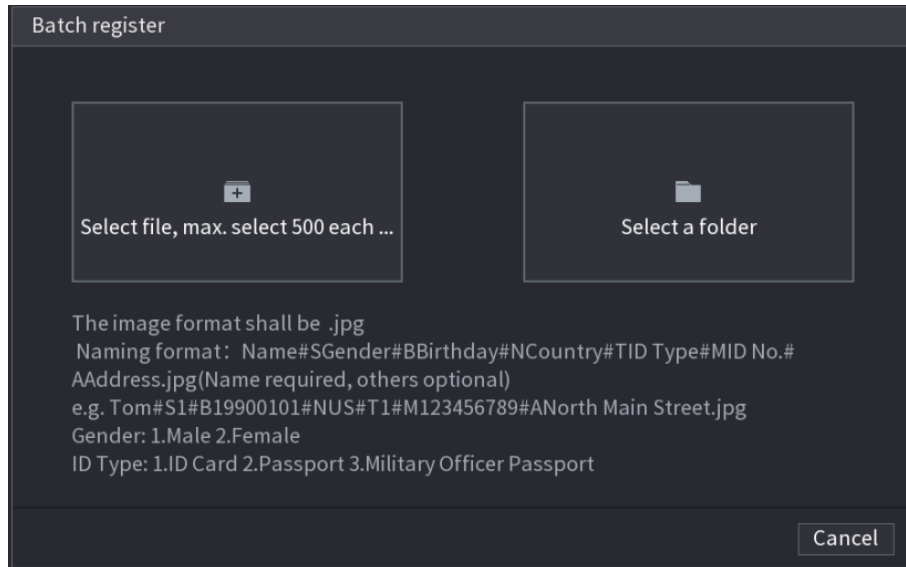 Batch register
Select file, max. select 500 each ...
Select a folder
The image format shall be .jpg
Naming format：Name#SGender#BBirthday#NCountry#TID Type#MID No.#
AAddress.jpg(Name required, others optional)
e.g. Tom#S1#B19900101#NUS#T1#M123456789#ANorth Main Street.jpg
Gender: 1.Male 2.Female
ID Type: 1.ID Card 2.Passport 3.Military Officer Passport
Cancel